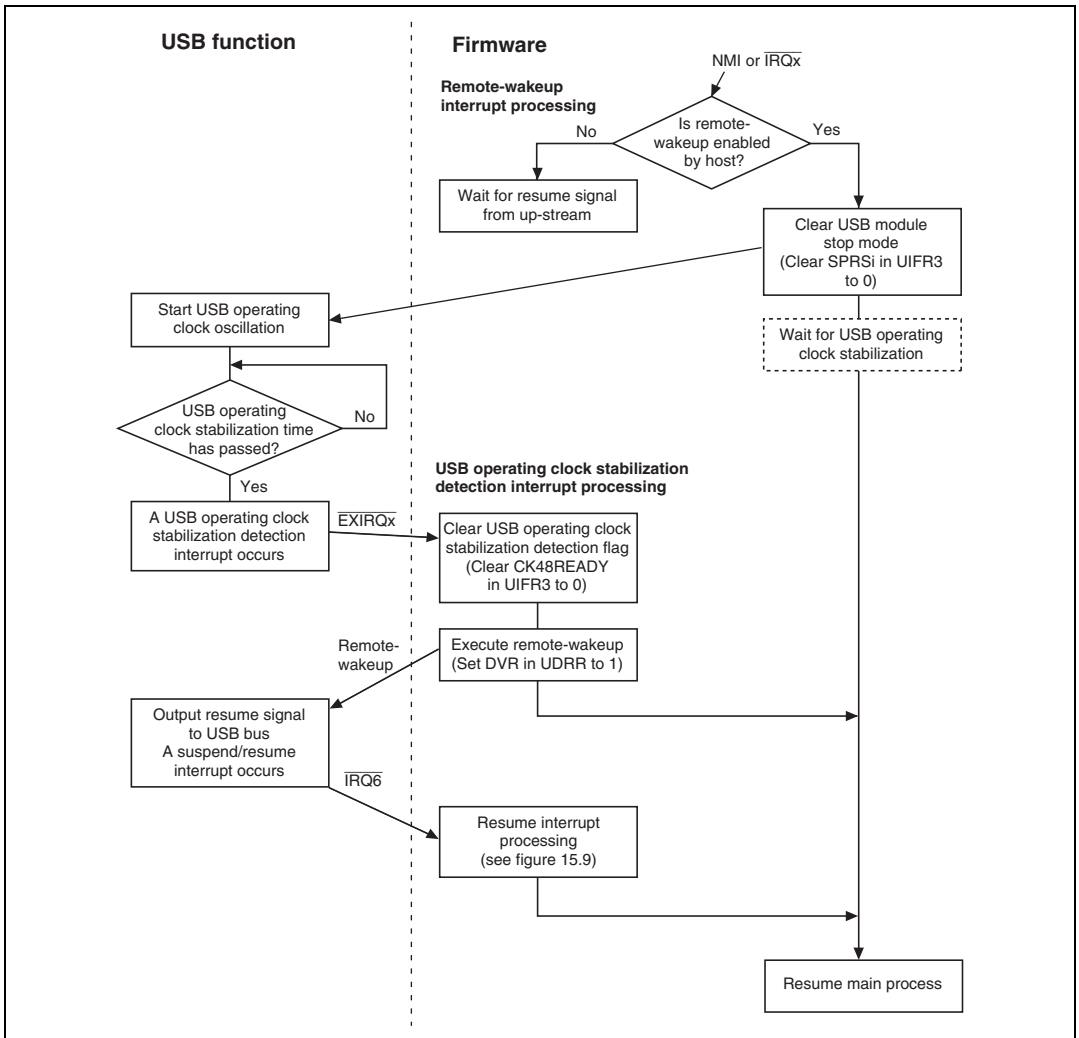 USB function
Firmware
NMI or IRQx
Remote-wakeup
interrupt processing
Is remote-
wakeup enabled
by host?
No
Yes
Wait for resume signal
from up-stream
Clear USB module
stop mode
(Clear SPRSi in UIFR3
to 0)
Start USB operating
clock oscillation
Wait for USB operating
clock stabilization
USB operating
clock stabilization time
has passed?
No
Yes
USB operating clock stabilization
detection interrupt processing
A USB operating clock
stabilization detection
interrupt occurs
EXIRQx
Clear USB operating clock
stabilization detection flag
(Clear CK48READY
in UIFR3 to 0)
Remote-
wakeup
Execute remote-wakeup
(Set DVR in UDRR to 1)
Output resume signal
to USB bus
A suspend/resume
interrupt occurs
IRQ6
Resume interrupt
processing
(see figure 15.9)
Resume main process